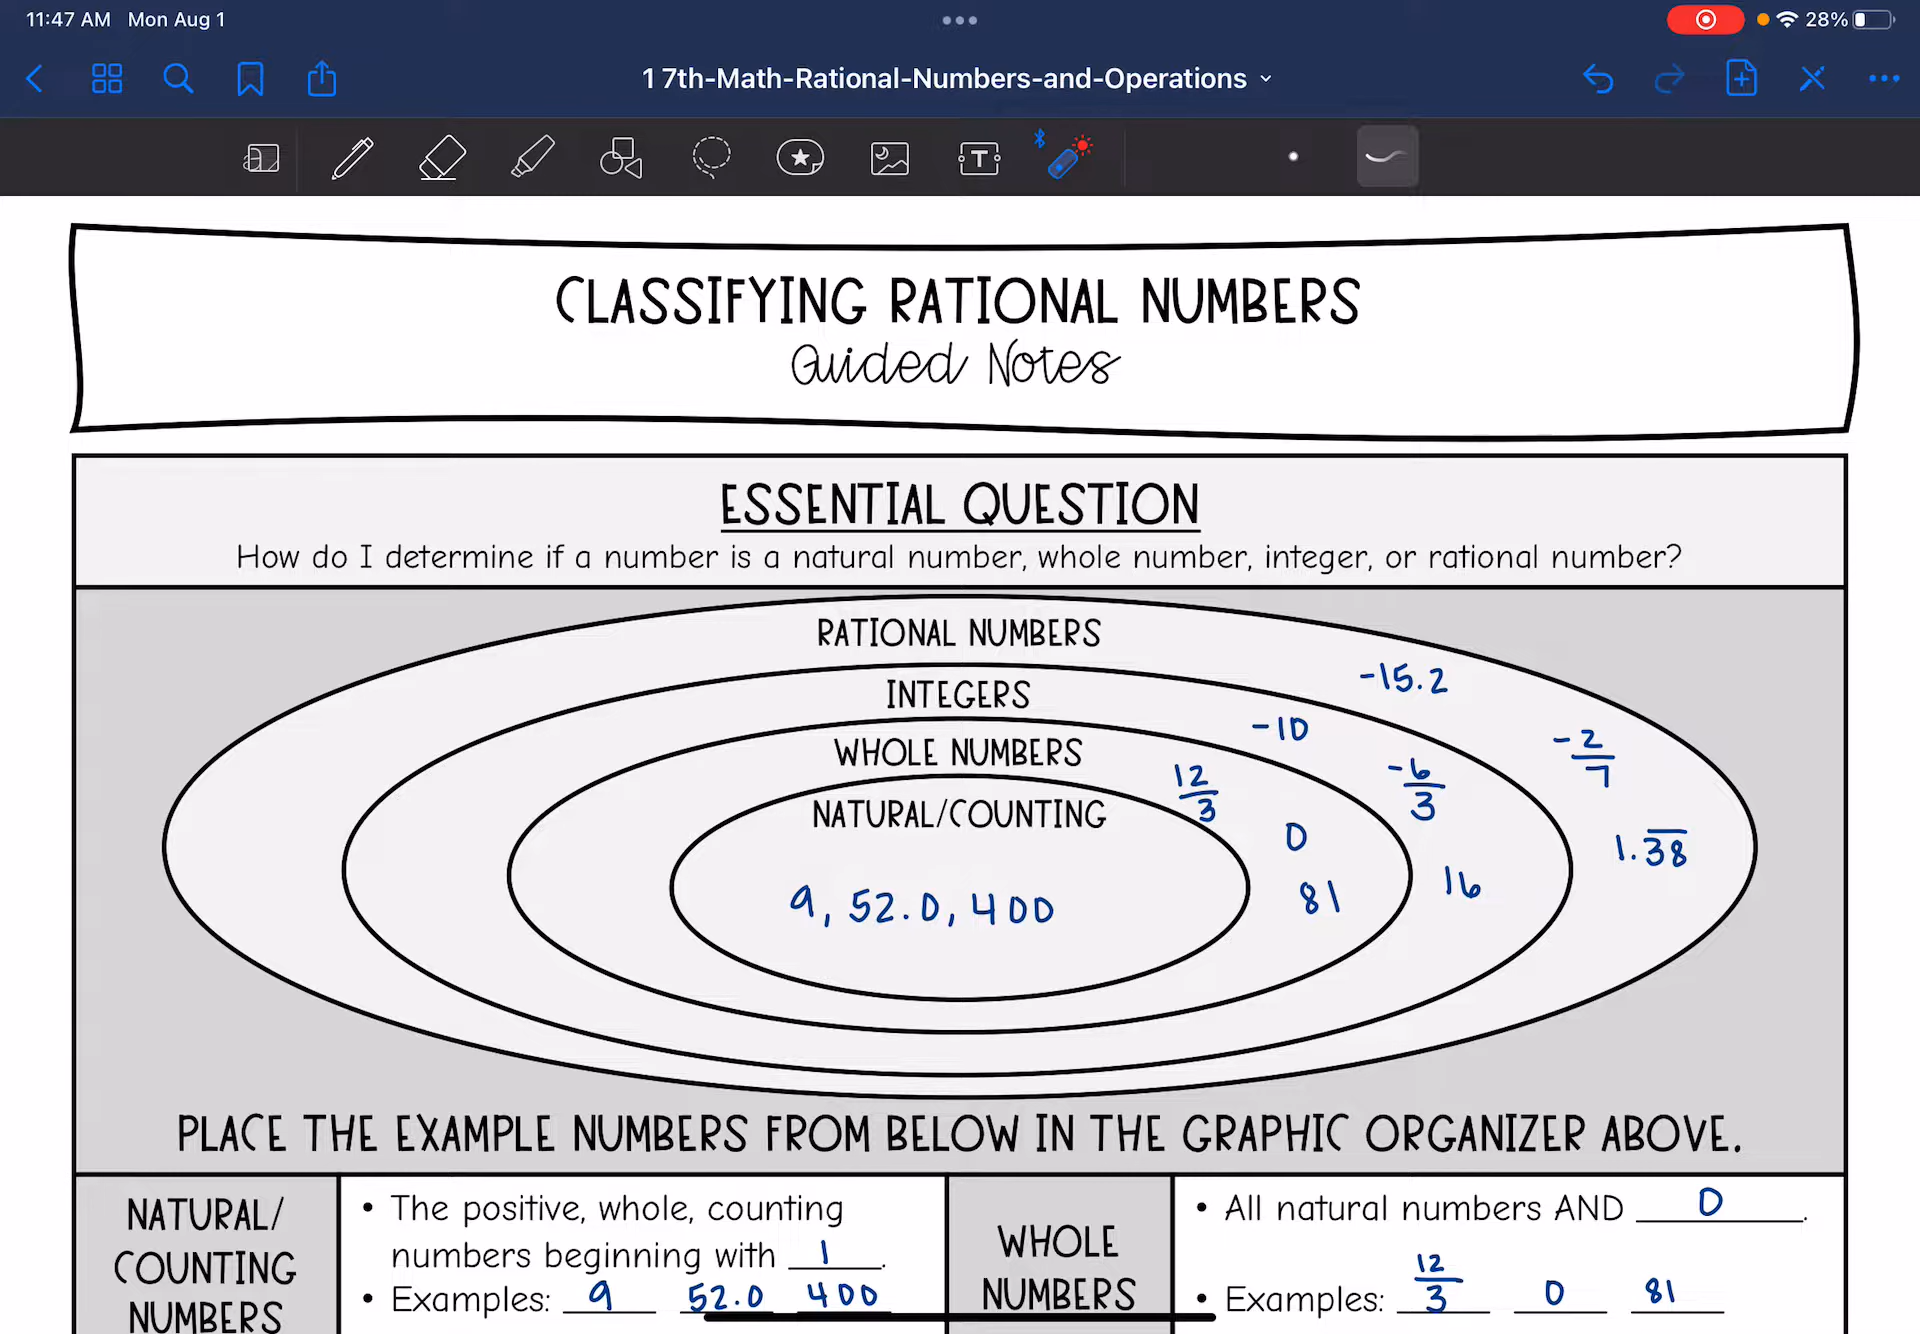 11:47 AM Mon Aug 1
28%
1 7th-Math-Rational-Numbers-and-Operations
CLASSIFYING RATIONAL NUMBERS
Guided Notes
ESSENTIAL QUESTION
How do I determine if a number is a natural number, whole number, integer, or rational number?
RATIONAL NUMBERS
-15.2
INTEGERS
-10
-2/7
WHOLE NUMBERS
12/3
-6/3
NATURAL/COUNTING
0
1.3̅8̅
9, 52.0, 400
81
16
PLACE THE EXAMPLE NUMBERS FROM BELOW IN THE GRAPHIC ORGANIZER ABOVE.
NATURAL/
COUNTING
NUMBERS
• The positive, whole, counting
numbers beginning with 1.
• Examples: 9 52.0 400
WHOLE
NUMBERS
• All natural numbers AND 0.
• Examples: 12/3 0 81